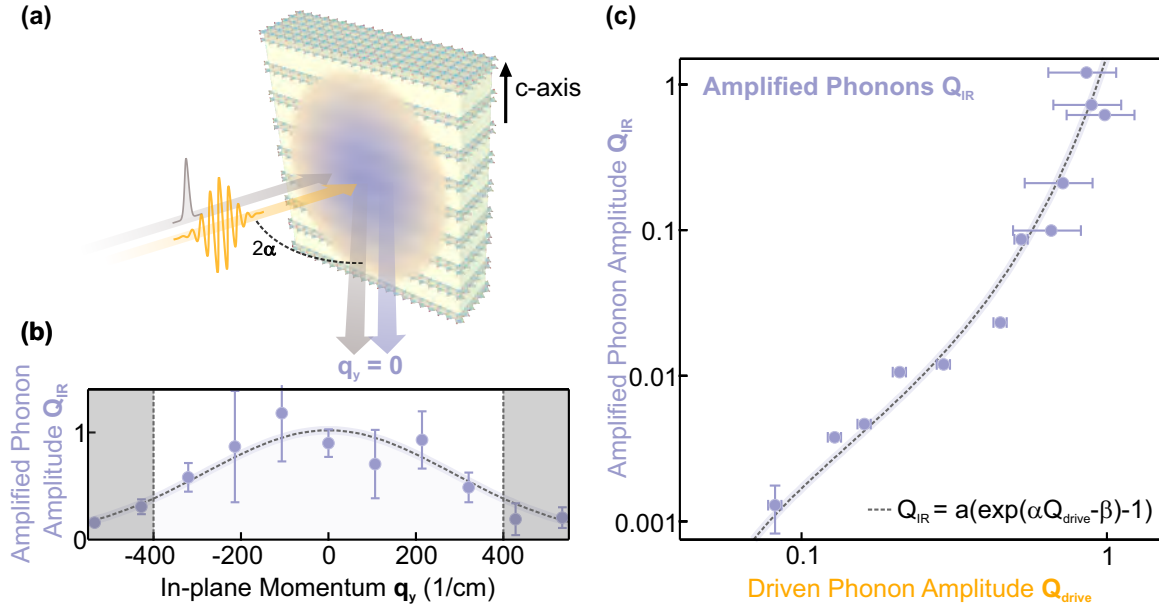 (a)
c-axis
2α
q_y = 0
(b)
Amplified Phonon
Amplitude Q_IR
1
0
-400
-200
0
200
400
In-plane Momentum q_y (1/cm)
(c)
Amplified Phonons Q_IR
Amplified Phonon Amplitude Q_IR
1
0.1
0.01
0.001
Q_IR = a(exp(αQ_drive-β)-1)
0.1
1
Driven Phonon Amplitude Q_drive